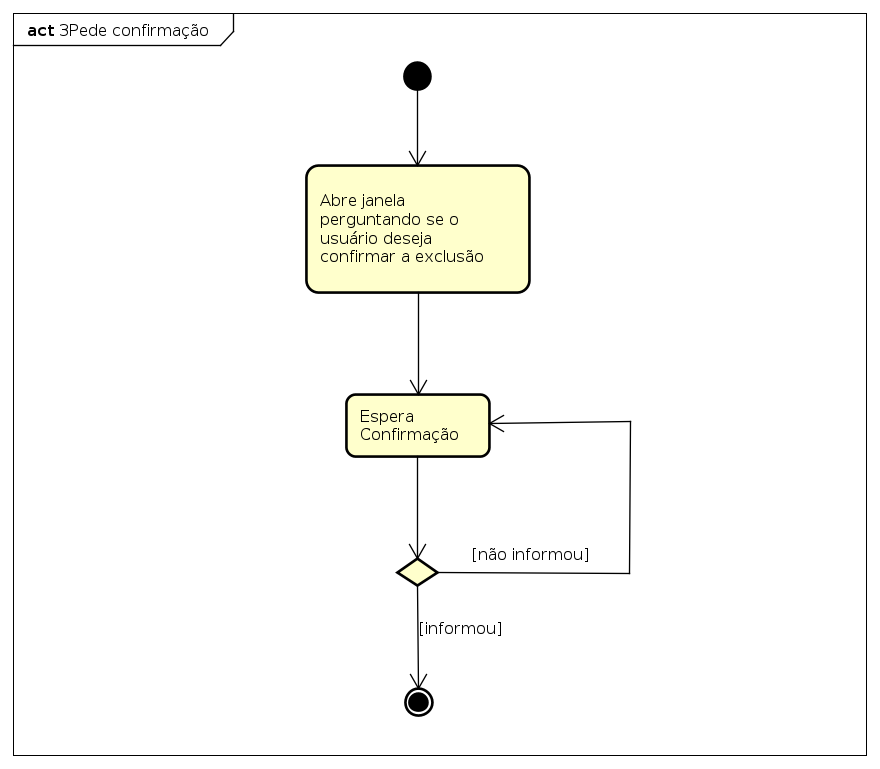 act 3Pede confirmação
Abre janela
perguntando se o
usuário deseja
confirmar a exclusão
Espera
Confirmação
[não informou]
[informou]